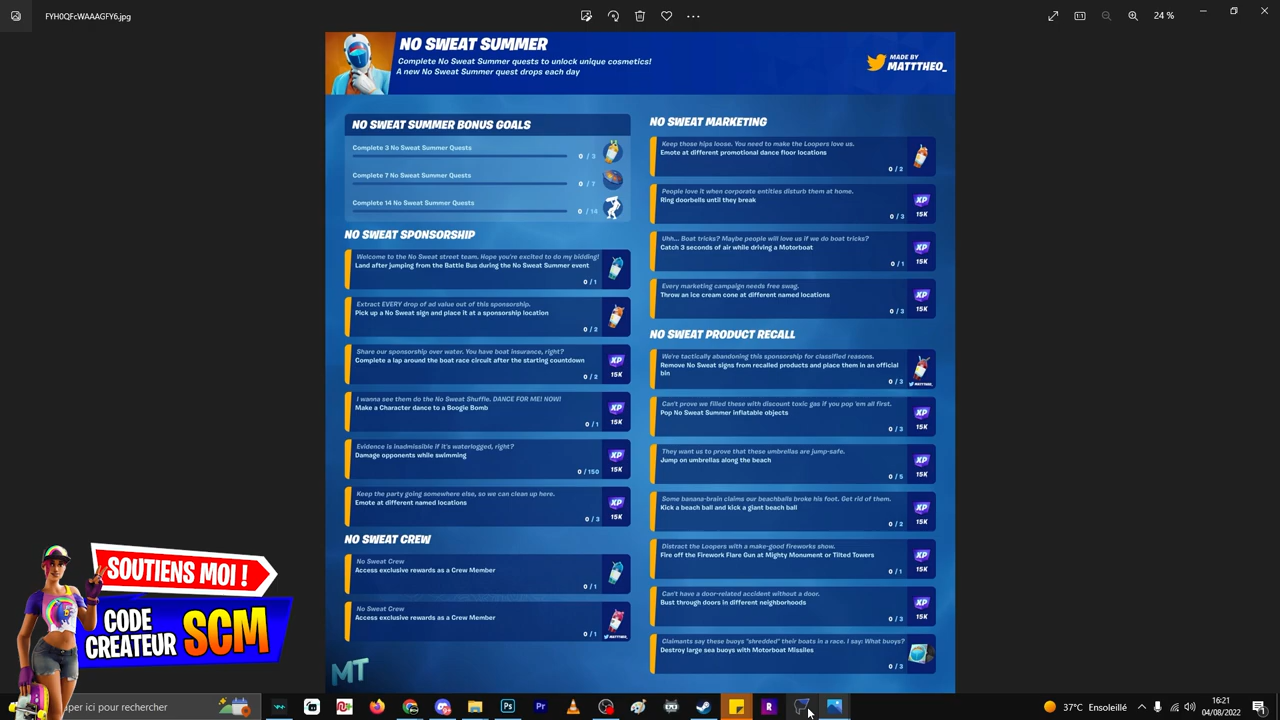 FYH0QFcWAAAGFY6.jpg
24 %
NO SWEAT SUMMER
Complete No Sweat Summer quests to unlock unique cosmetics!
A new No Sweat Summer quest drops each day
MADE BY
MATTTHEO_
NO SWEAT SUMMER BONUS GOALS
Complete 3 No Sweat Summer Quests
0 / 3
Complete 7 No Sweat Summer Quests
0 / 7
Complete 14 No Sweat Summer Quests
0 / 14
NO SWEAT SPONSORSHIP
Welcome to the No Sweat street team. Hope you're excited to do my bidding!
Land after jumping from the Battle Bus during the No Sweat Summer event
0 / 1
Extract EVERY drop of ad value out of this sponsorship.
Pick up a No Sweat sign and place it at a sponsorship location
Share our sponsorship over water. You have boat insurance, right?
Complete a lap around the boat race circuit after the starting countdown
0 / 2
XP
15K
I wanna see them do the No Sweat Shuffle. DANCE FOR ME! NOW!
Make a Character dance to a Boogie Bomb
0 / 1
XP
15K
Evidence is inadmissible if it's waterlogged, right?
Damage opponents while swimming
0 / 150
XP
15K
Keep the party going somewhere else, so we can clean up here.
Emote at different named locations
0 / 3
XP
15K
NO SWEAT CREW
No Sweat Crew
Access exclusive rewards as a Crew Member
0 / 1
No Sweat Crew
Access exclusive rewards as a Crew Member
0 / 1
MATTTHEO_
MT
NO SWEAT MARKETING
Keep those hips loose. You need to make the Loopers love us.
Emote at different promotional dance floor locations
0 / 2
People love it when corporate entities disturb them at home.
Ring doorbells until they break
0 / 3
XP
15K
Uhh... Boat tricks? Maybe people will love us if we do boat tricks?
Catch 3 seconds of air while driving a Motorboat
0 / 1
XP
15K
Every marketing campaign needs free swag.
Throw an ice cream cone at different named locations
0 / 3
XP
15K
NO SWEAT PRODUCT RECALL
We're tactically abandoning this sponsorship for classified reasons.
Remove No Sweat signs from recalled products and place them in an official
bin
0 / 3
MATTTHEO_
Can't prove we filled these with discount toxic gas if you pop 'em all first.
Pop No Sweat Summer inflatable objects
0 / 3
XP
15K
They want us to prove that these umbrellas are jump-safe.
Jump on umbrellas along the beach
0 / 5
XP
15K
Some banana-brain claims our beachballs broke his foot. Get rid of them.
Kick a beach ball and kick a giant beach ball
0 / 2
XP
15K
Distract the Loopers with a make-good fireworks show.
Fire off the Firework Flare Gun at Mighty Monument or Tilted Towers
0 / 1
XP
15K
Can't have a door-related accident without a door.
Bust through doors in different neighborhoods
0 / 3
XP
15K
Claimants say these buoys "shredded" their boats in a race. I say: What buoys?
Destroy large sea buoys with Motorboat Missiles
0 / 3
SOUTIENS MOI !
CODE
CREATEUR SCM
per ici pour rechercher
Ps
Pr
R
37°C Ensoleillé
16:21
04/08/2022